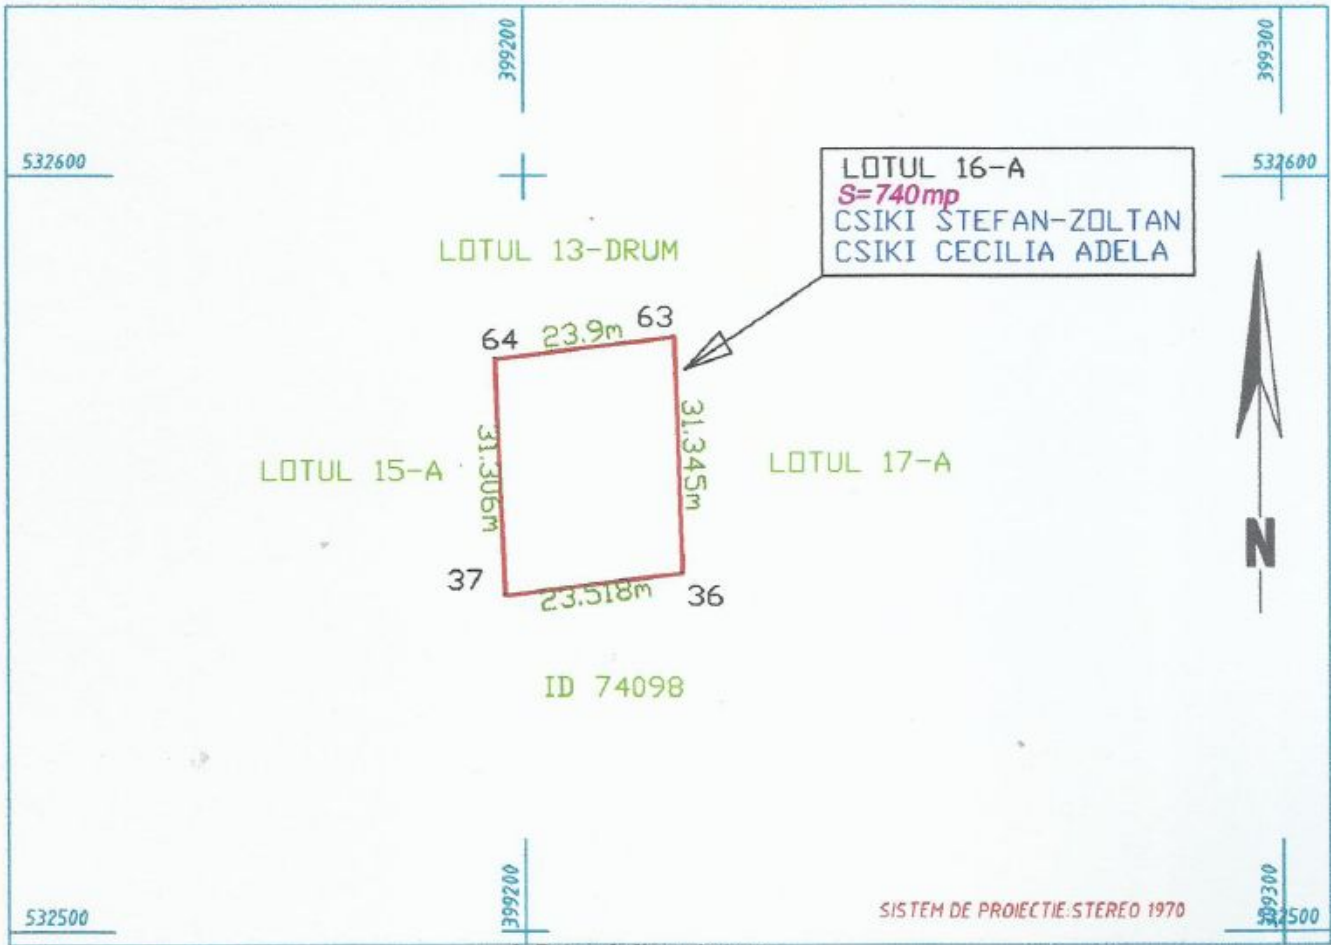 399200
399300
532600
532600
LOTUL 16-A
S=740mp
CSIKI STEFAN-ZOLTAN
CSIKI CECILIA ADELA
LOTUL 13-DRUM
64
23.9m
63
31.306m
31.345m
LOTUL 15-A
LOTUL 17-A
N
37
23.518m
36
ID 74098
399200
399300
SISTEM DE PROIECTIE:STEREO 1970
532500
532500